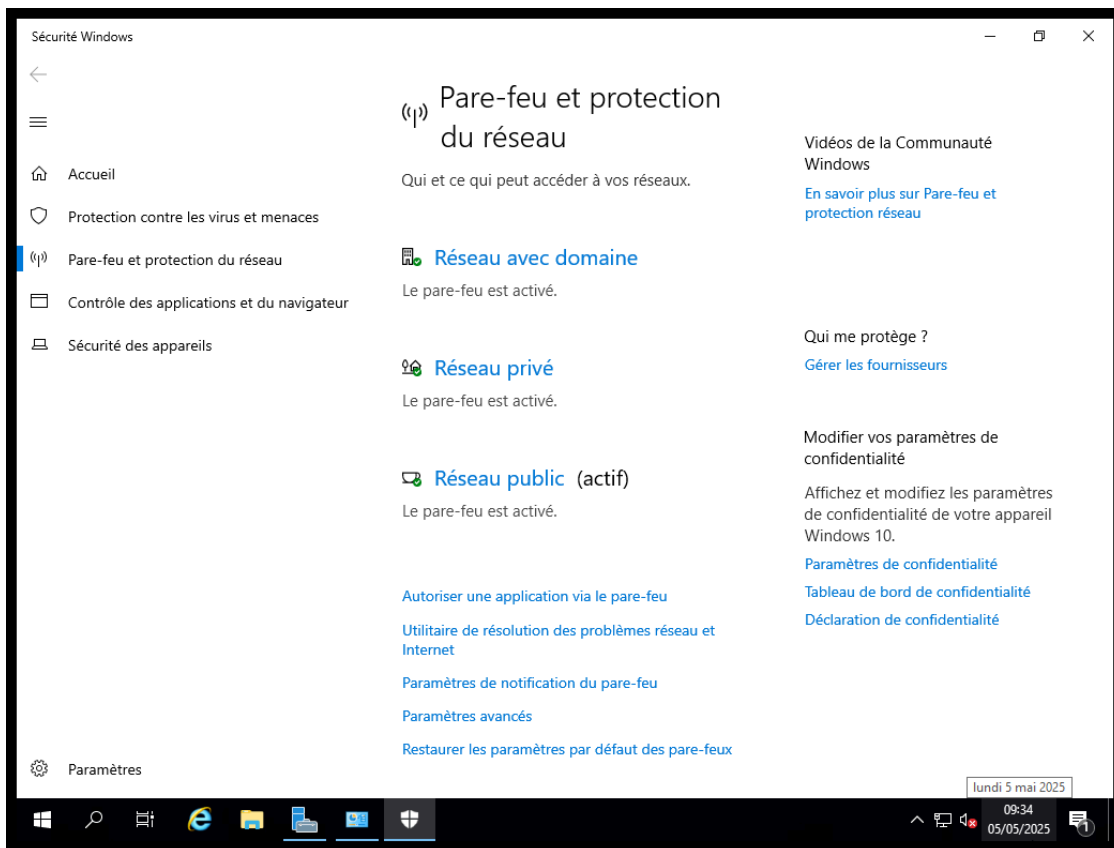 Sécurité Windows
Accueil
Protection contre les virus et menaces
Pare-feu et protection du réseau
Contrôle des applications et du navigateur
Sécurité des appareils
Paramètres
Pare-feu et protection
du réseau
Qui et ce qui peut accéder à vos réseaux.
Réseau avec domaine
Le pare-feu est activé.
Réseau privé
Le pare-feu est activé.
Réseau public (actif)
Le pare-feu est activé.
Autoriser une application via le pare-feu
Utilitaire de résolution des problèmes réseau et
Internet
Paramètres de notification du pare-feu
Paramètres avancés
Restaurer les paramètres par défaut des pare-feux
Vidéos de la Communauté
Windows
En savoir plus sur Pare-feu et
protection réseau
Qui me protège ?
Gérer les fournisseurs
Modifier vos paramètres de
confidentialité
Affichez et modifiez les paramètres
de confidentialité de votre appareil
Windows 10.
Paramètres de confidentialité
Tableau de bord de confidentialité
Déclaration de confidentialité
lundi 5 mai 2025
09:34
05/05/2025
1